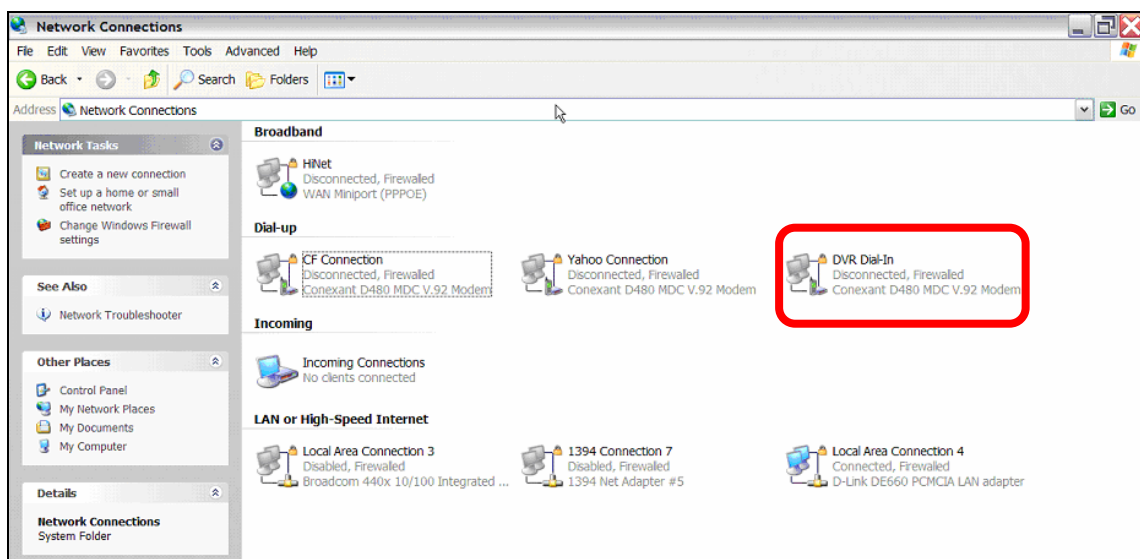 Network Connections
File Edit View Favorites Tools Advanced Help
Back Search Folders
Address Network Connections Go
Network Tasks
Create a new connection
Set up a home or small
office network
Change Windows Firewall
settings
See Also
Network Troubleshooter
Other Places
Control Panel
My Network Places
My Documents
My Computer
Details
Network Connections
System Folder
Broadband
HiNet
Disconnected, Firewalled
WAN Miniport (PPPOE)
Dial-up
CF Connection
Disconnected, Firewalled
Conexant D480 MDC V.92 Modem
Yahoo Connection
Disconnected, Firewalled
Conexant D480 MDC V.92 Modem
DVR Dial-In
Disconnected, Firewalled
Conexant D480 MDC V.92 Modem
Incoming
Incoming Connections
No clients connected
LAN or High-Speed Internet
Local Area Connection 3
Disabled, Firewalled
Broadcom 440x 10/100 Integrated ...
1394 Connection 7
Disabled, Firewalled
1394 Net Adapter #5
Local Area Connection 4
Connected, Firewalled
D-Link DE660 PCMCIA LAN adapter